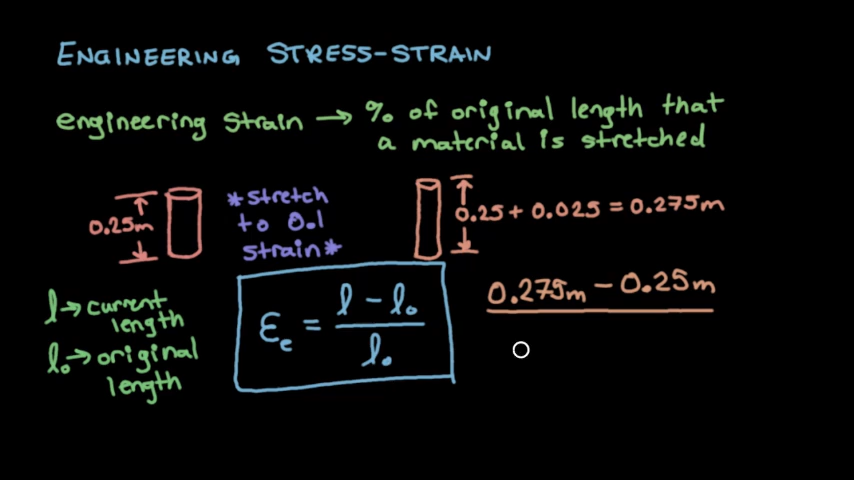 ENGINEERING STRESS-STRAIN
engineering strain → % of original length that
a material is stretched
0.25m
*stretch
to 0.1
strain*
0.25 + 0.025 = 0.275m
l → current
length
l₀ → original
length
εₑ = (l - l₀) / l₀
0.275m - 0.25m